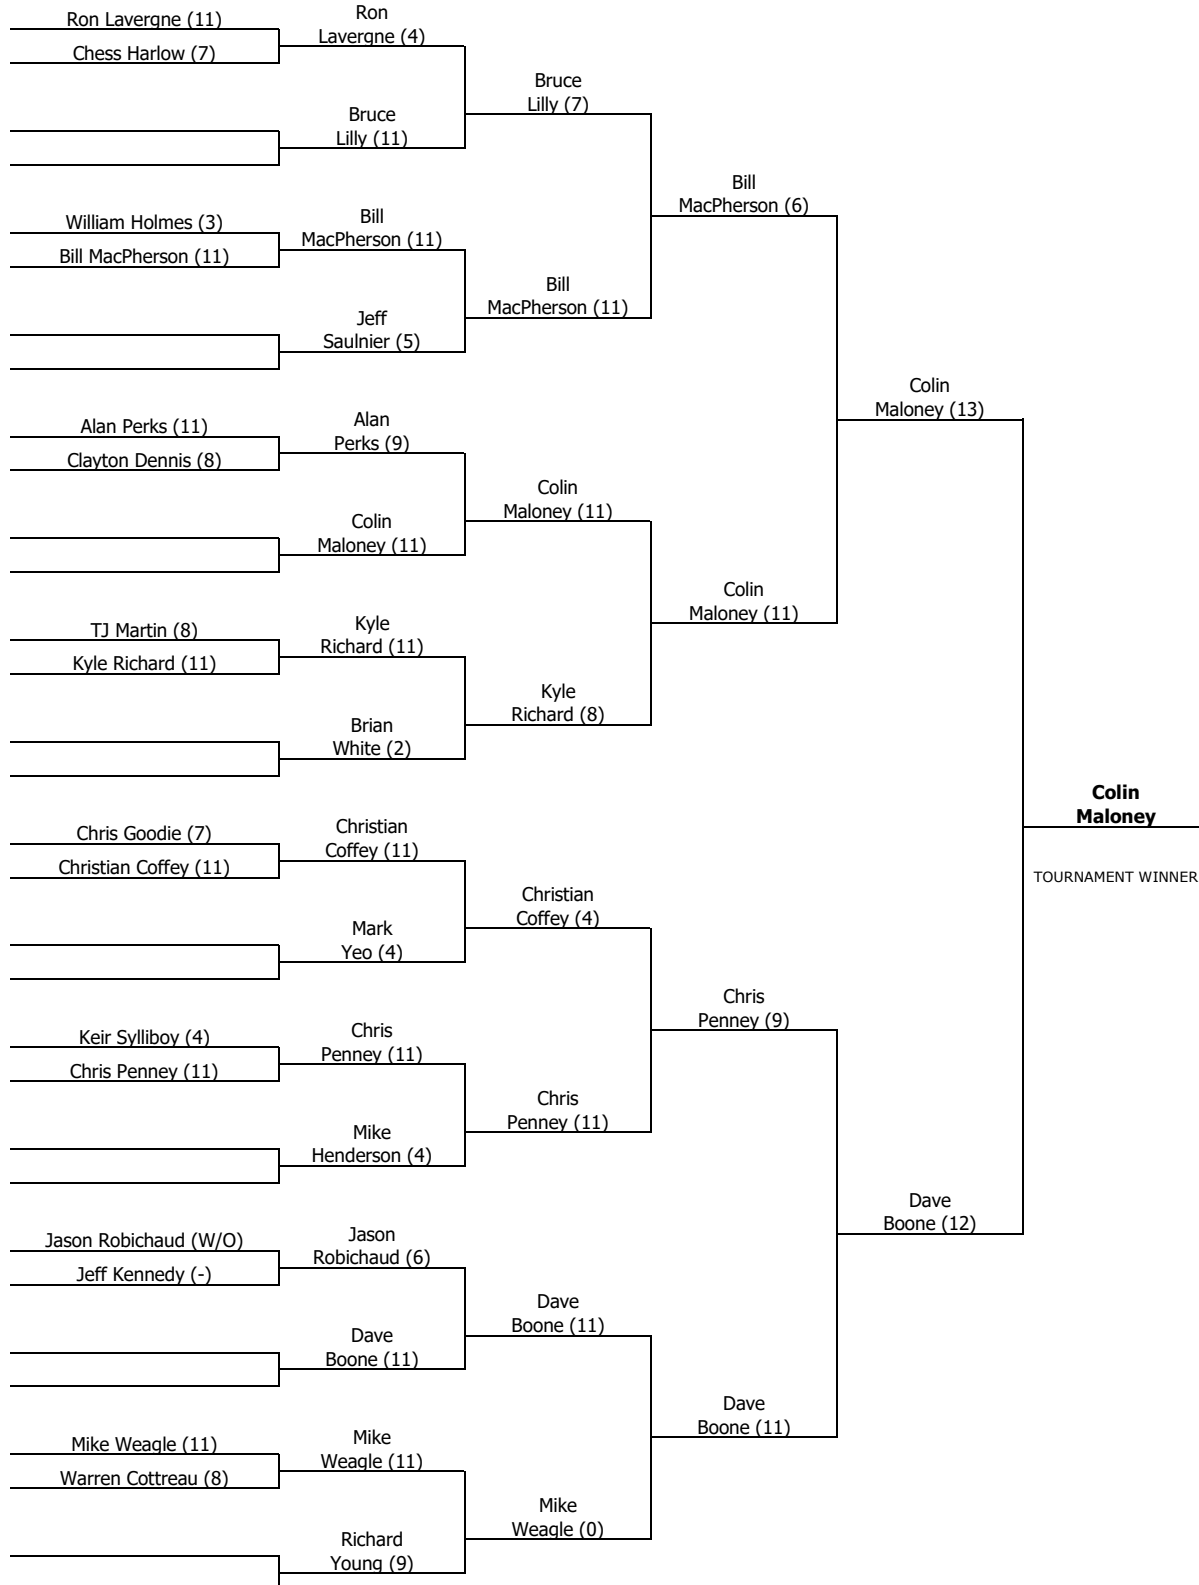 Ron Lavergne (11)
Chess Harlow (7)
William Holmes (3)
Bill MacPherson (11)
Alan Perks (11)
Clayton Dennis (8)
TJ Martin (8)
Kyle Richard (11)
Chris Goodie (7)
Christian Coffey (11)
Keir Sylliboy (4)
Chris Penney (11)
Jason Robichaud (W/O)
Jeff Kennedy (-)
Mike Weagle (11)
Warren Cottreau (8)
Ron
Lavergne (4)
Bruce
Lilly (11)
Bill
MacPherson (11)
Jeff
Saulnier (5)
Alan
Perks (9)
Colin
Maloney (11)
Kyle
Richard (11)
Brian
White (2)
Christian
Coffey (11)
Mark
Yeo (4)
Chris
Penney (11)
Mike
Henderson (4)
Jason
Robichaud (6)
Dave
Boone (11)
Mike
Weagle (11)
Richard
Young (9)
Bruce
Lilly (7)
Bill
MacPherson (11)
Colin
Maloney (11)
Kyle
Richard (8)
Christian
Coffey (4)
Chris
Penney (11)
Dave
Boone (11)
Mike
Weagle (0)
Bill
MacPherson (6)
Colin
Maloney (11)
Chris
Penney (9)
Dave
Boone (11)
Colin
Maloney (13)
Dave
Boone (12)
Colin
Maloney
TOURNAMENT WINNER